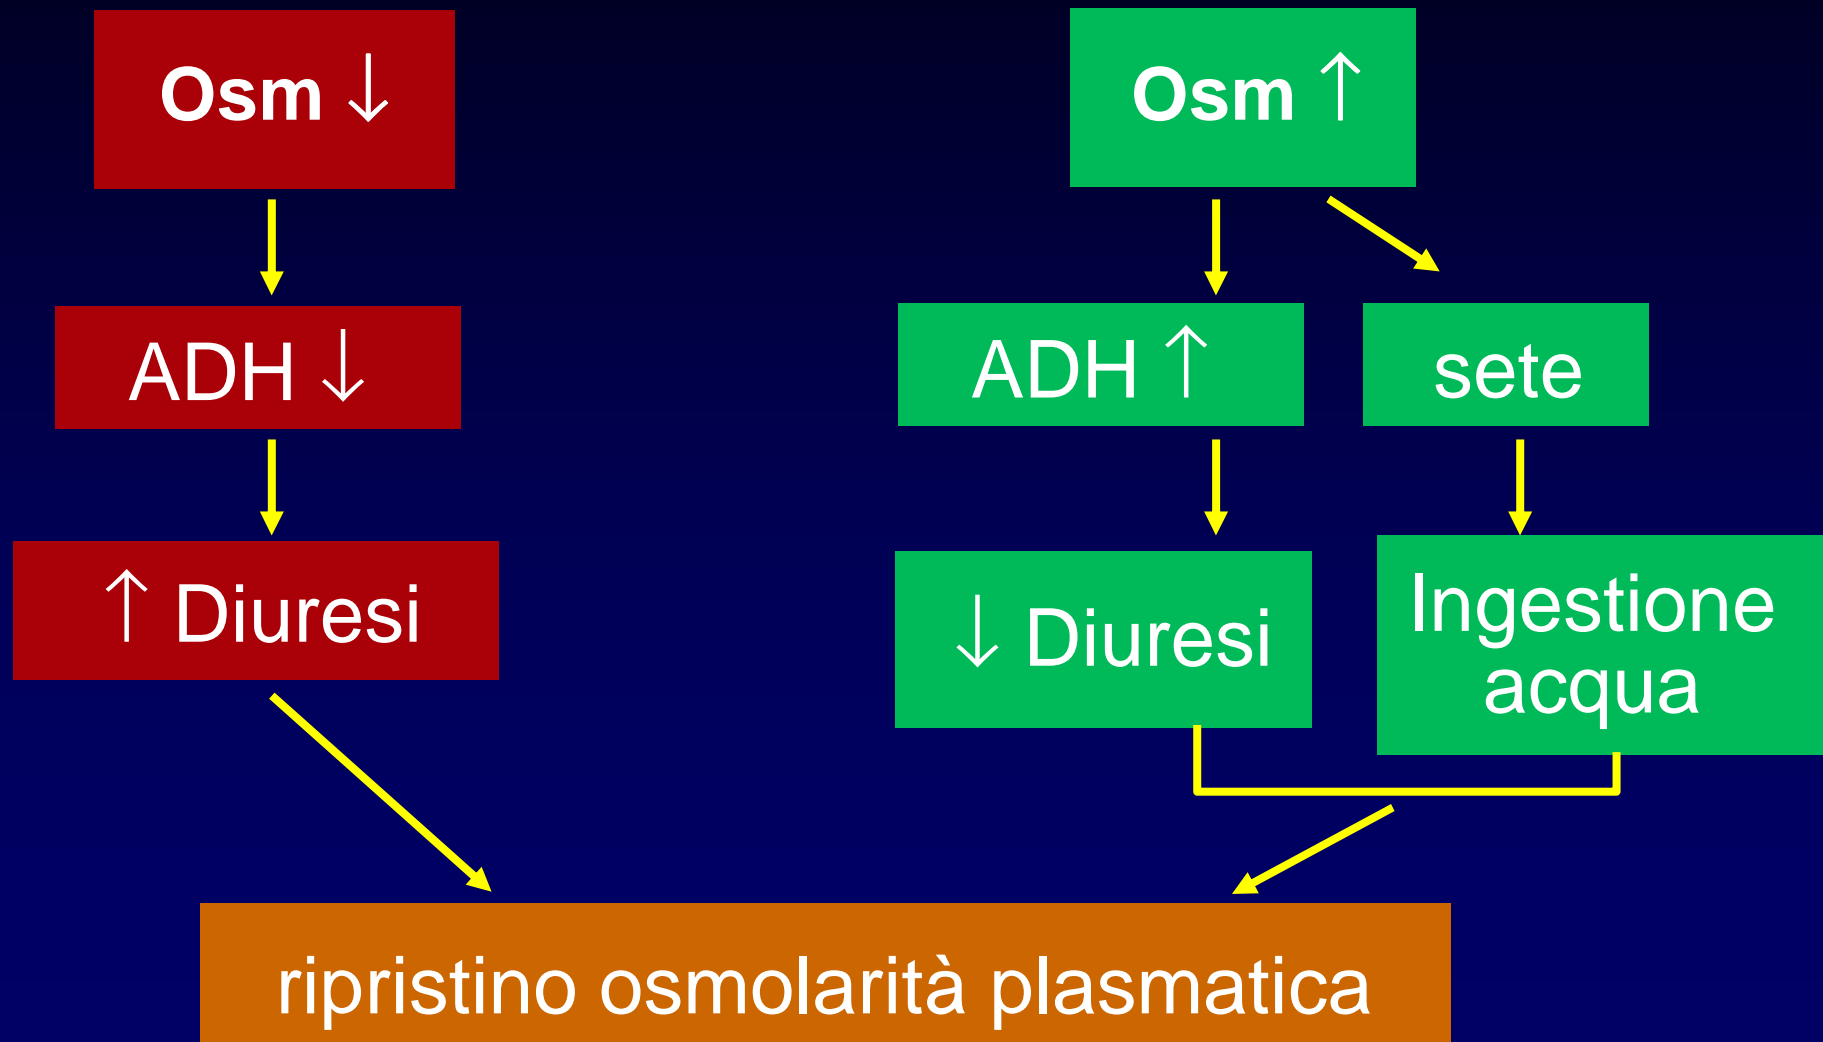 Osm ↓
Osm ↑
ADH ↓
ADH ↑
sete
↑ Diuresi
↓ Diuresi
Ingestione
acqua
ripristino osmolarità plasmatica